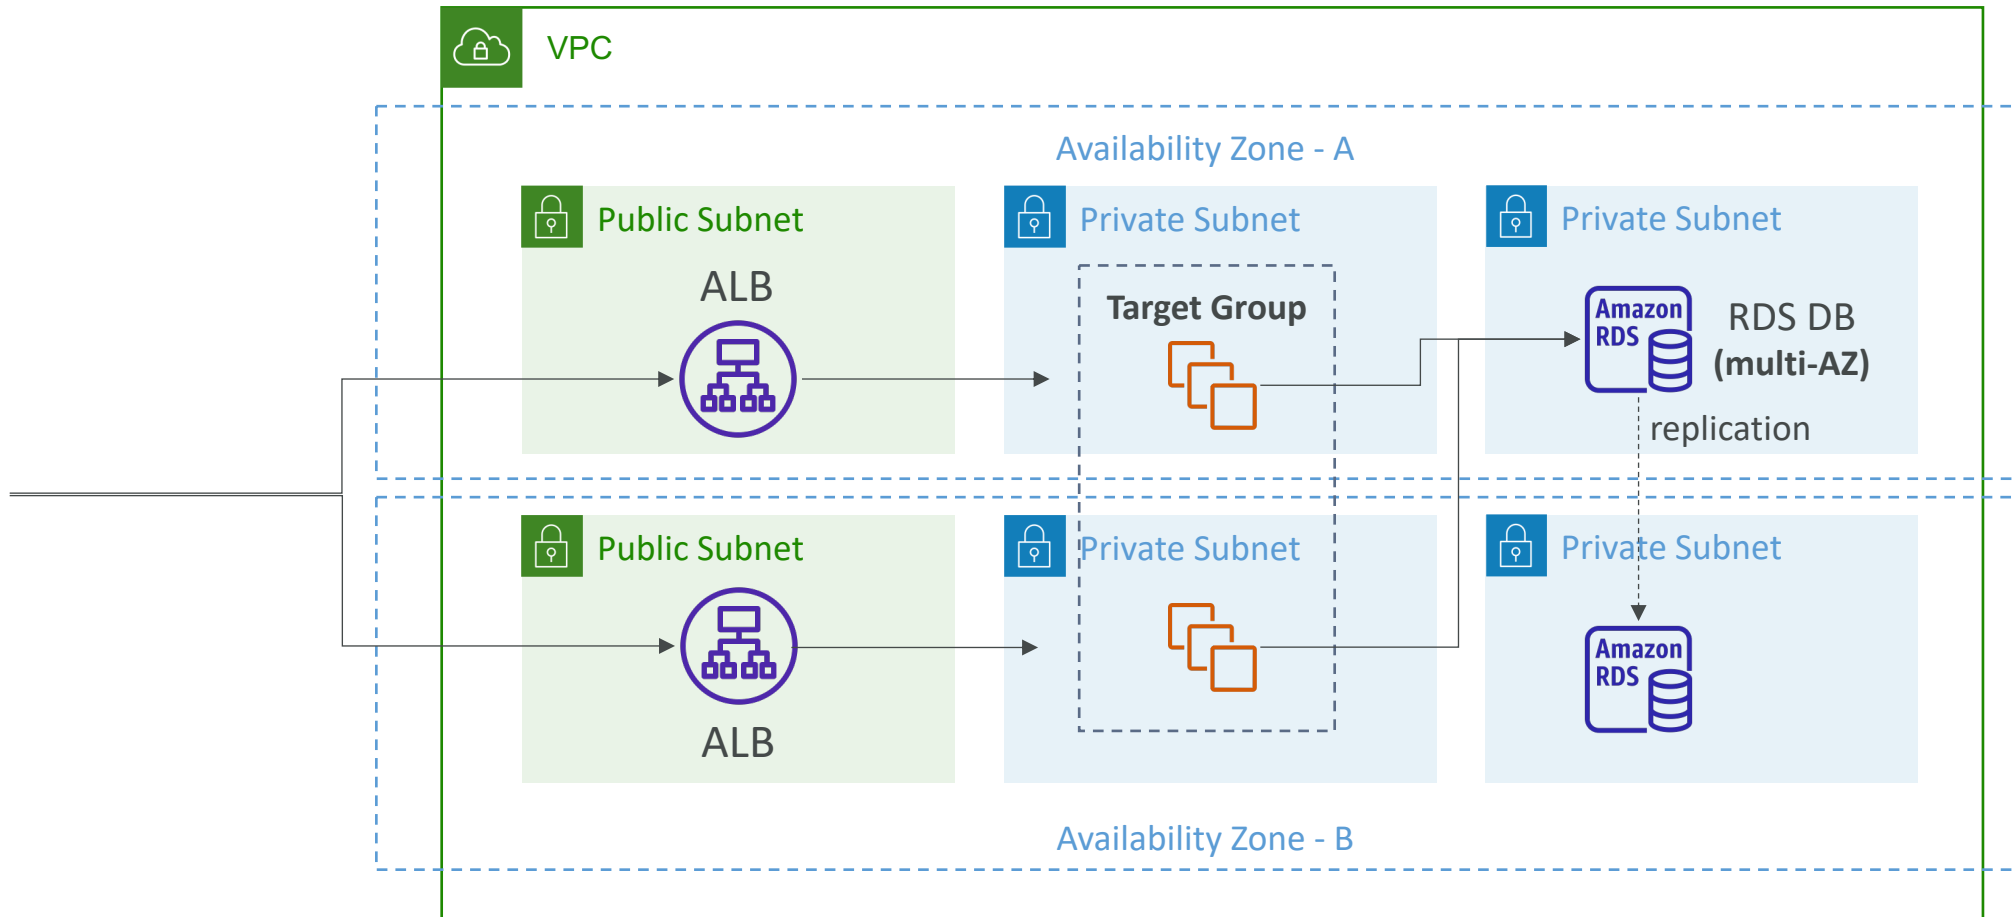 VPC
Availability Zone - A
Public Subnet
ALB
Private Subnet
Target Group
Private Subnet
Amazon
RDS
RDS DB
(multi-AZ)
replication
Public Subnet
ALB
Private Subnet
Private Subnet
Amazon
RDS
Availability Zone - B